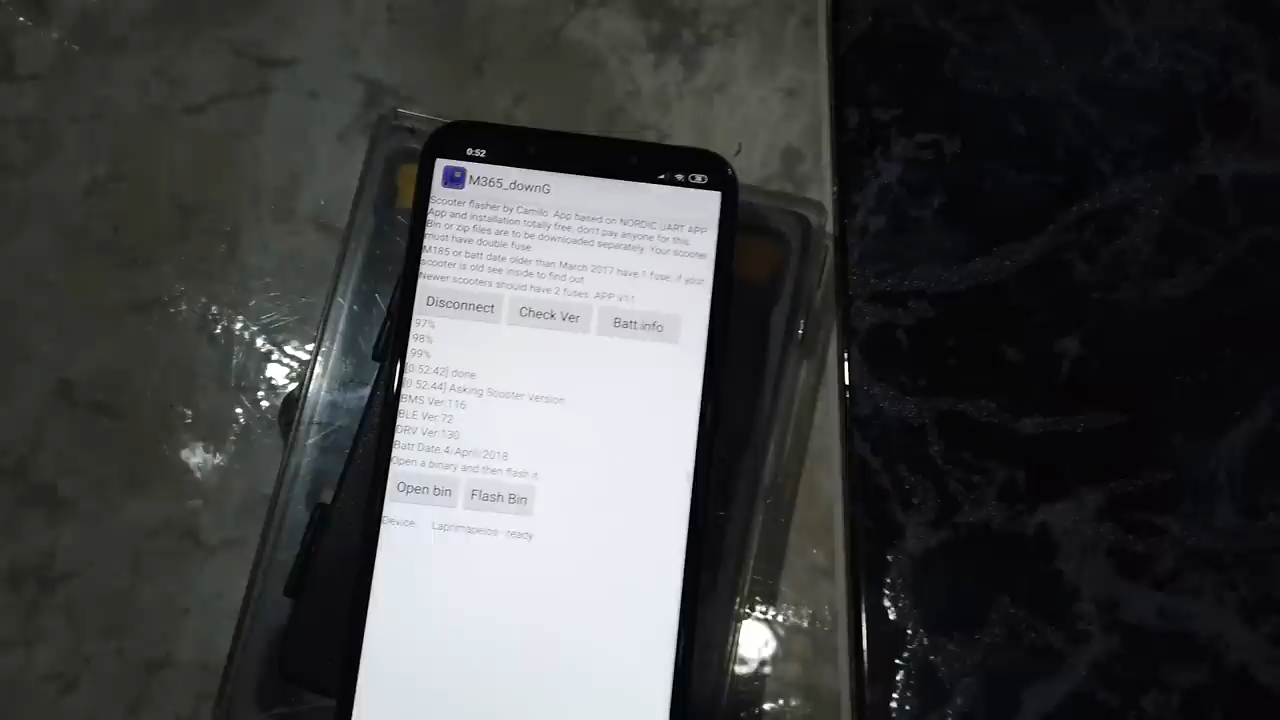 0:52
M365_downG
Scooter flasher by Camilo. App based on NORDIC UART APP
App and installation totally free, don't pay anyone for this.
Bin or zip files are to be downloaded separately. Your scooter
must have double fuse
M185 or batt date older than March 2017 have 1 fuse, if your
scooter is old see inside to find out
Newer scooters should have 2 fuses. APP V11
Disconnect Check Ver Batt info
97%
98%
99%
[0:52:42] done
[0:52:44] Asking Scooter Version
BMS Ver:116
BLE Ver:72
DRV Ver:130
Batt Date 4/April/2018
Open a binary and then flash it
Open bin Flash Bin
Device: Laprimapelos - ready